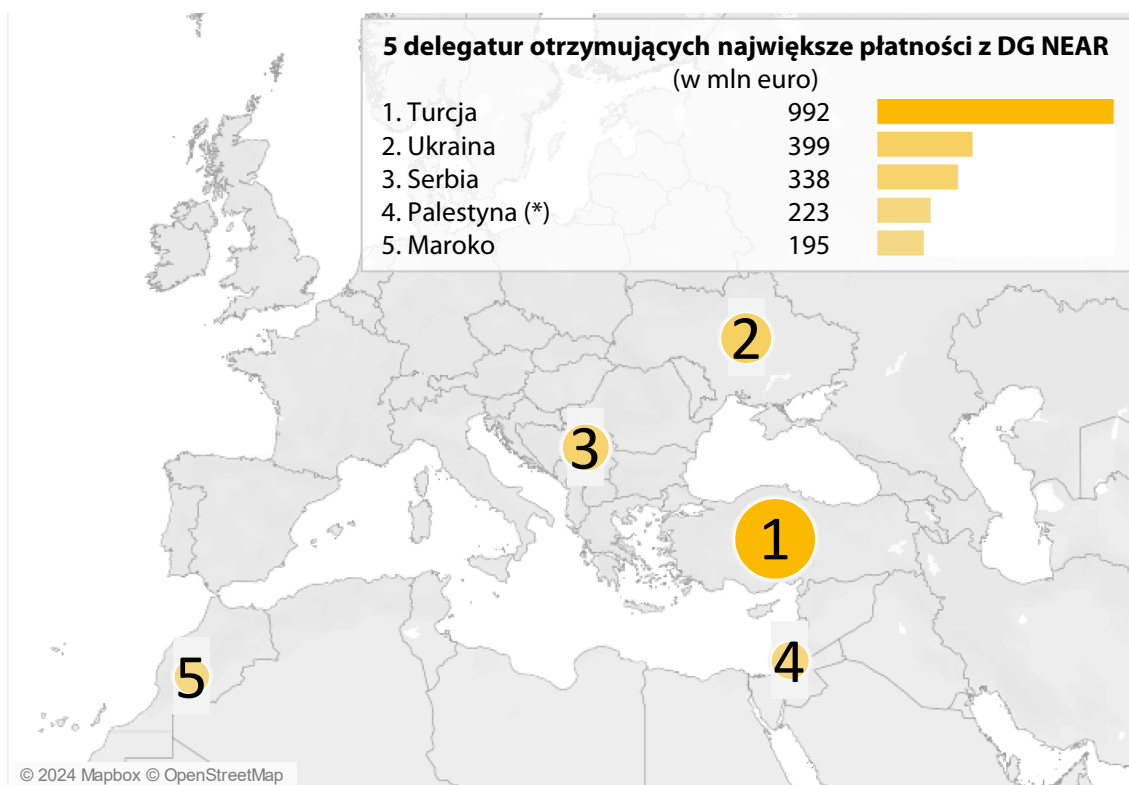 5 delegatur otrzymujących największe płatności z DG NEAR
(w mln euro)
1. Turcja 992
2. Ukraina 399
3. Serbia 338
4. Palestyna (*) 223
5. Maroko 195
2
3
1
4
5
© 2024 Mapbox © OpenStreetMap